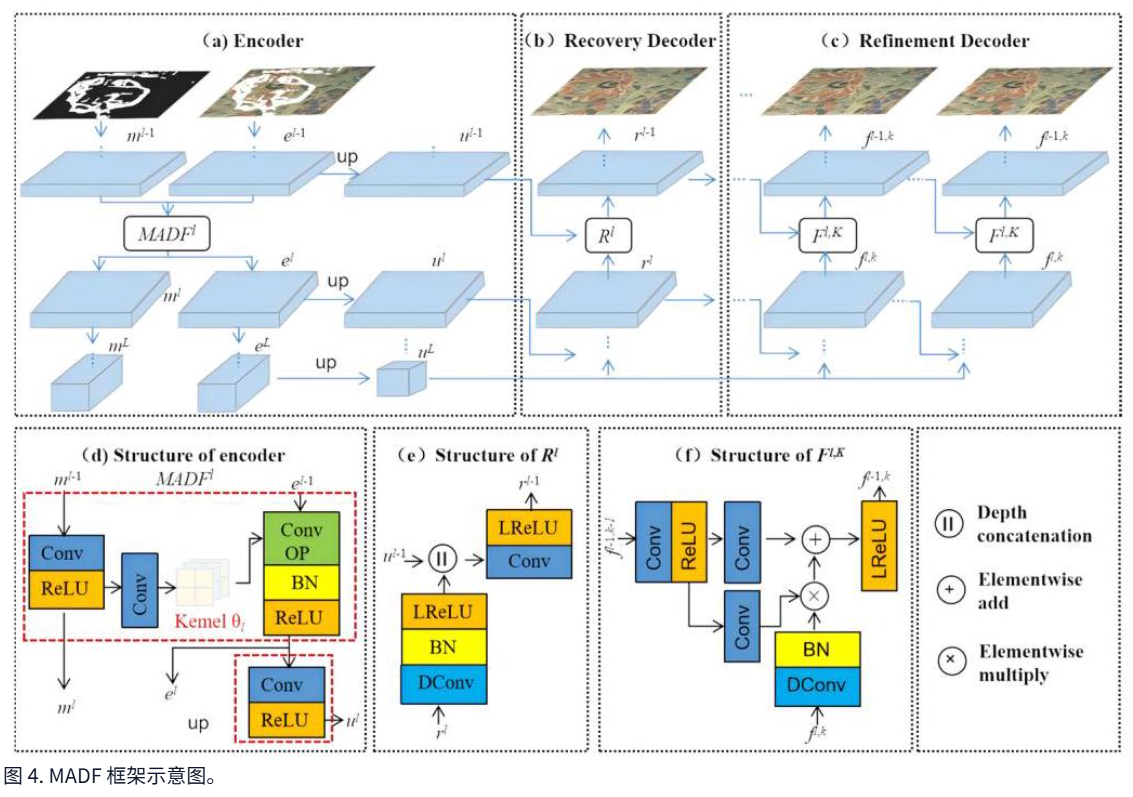 （a) Encoder
（b）Recovery Decoder
（c）Refinement Decoder
m^{l-1}
e^{l-1}
u^{l-1}
r^{l-1}
f^{l-1,k}
f^{l-1,k}
up
MADF^l
R^l
F^{l,K}
F^{l,K}
m^l
e^l
u^l
r^l
f^{l,k}
f^{l,k}
up
m^L
e^L
u^L
up
（d) Structure of encoder
m^{l-1}
MADF^l
e^{l-1}
Conv
ReLU
Conv
Kemel θ_l
Conv
OP
BN
ReLU
Conv
ReLU
m^l
e^l
up
u^l
（e）Structure of R^l
r^{l-1}
LReLU
Conv
u^{l-1}
LReLU
BN
DConv
r^l
（f）Structure of F^{l,K}
f^{l-1,k}
f^{l-1,k-1}
Conv
ReLU
Conv
Conv
LReLU
BN
DConv
f^{l,k}
Depth
concatenation
Elementwise
add
Elementwise
multiply
图 4. MADF 框架示意图。